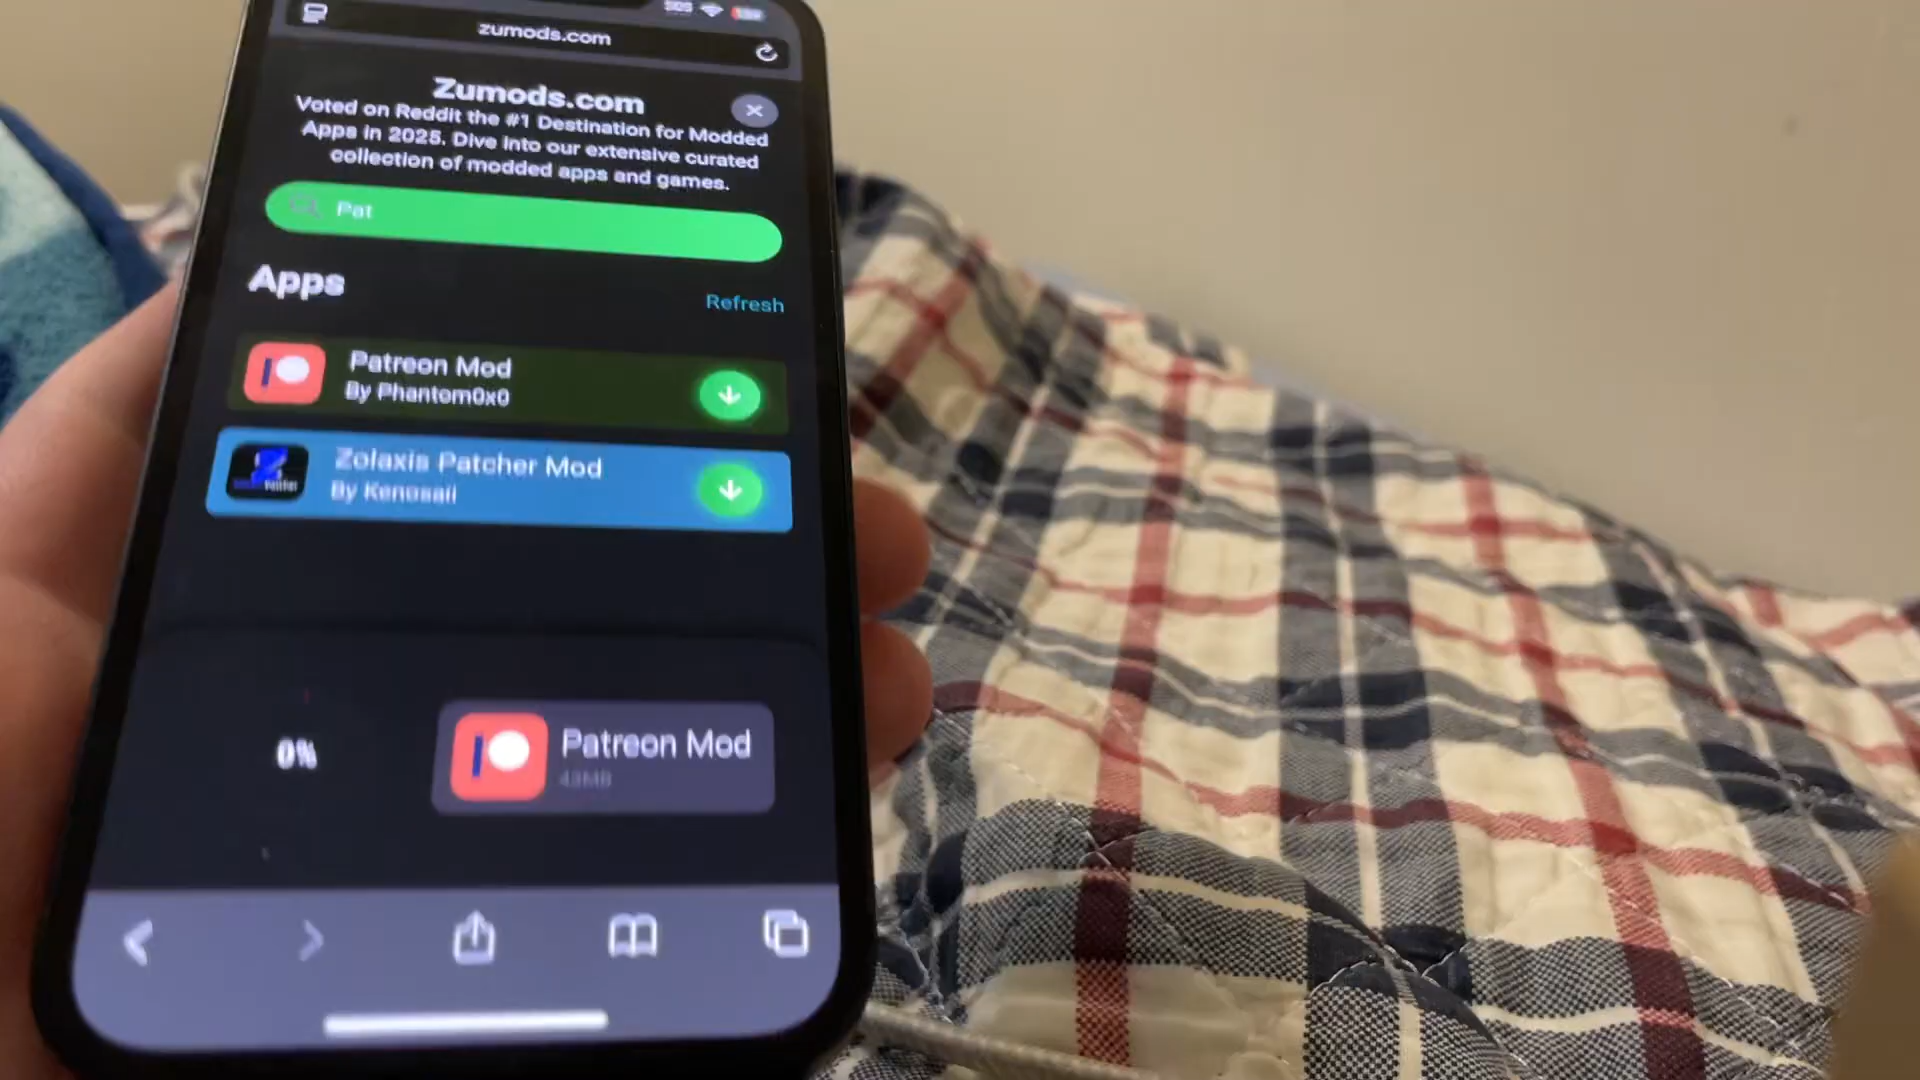 SOS
zumods.com
Zumods.com
Voted on Reddit the #1 Destination for Modded
Apps in 2025. Dive into our extensive curated
collection of modded apps and games.
Pat
Apps
Refresh
Patreon Mod
By Phantom0x0
Zolaxis Patcher Mod
By Kenosaii
0%
Patreon Mod
43MB